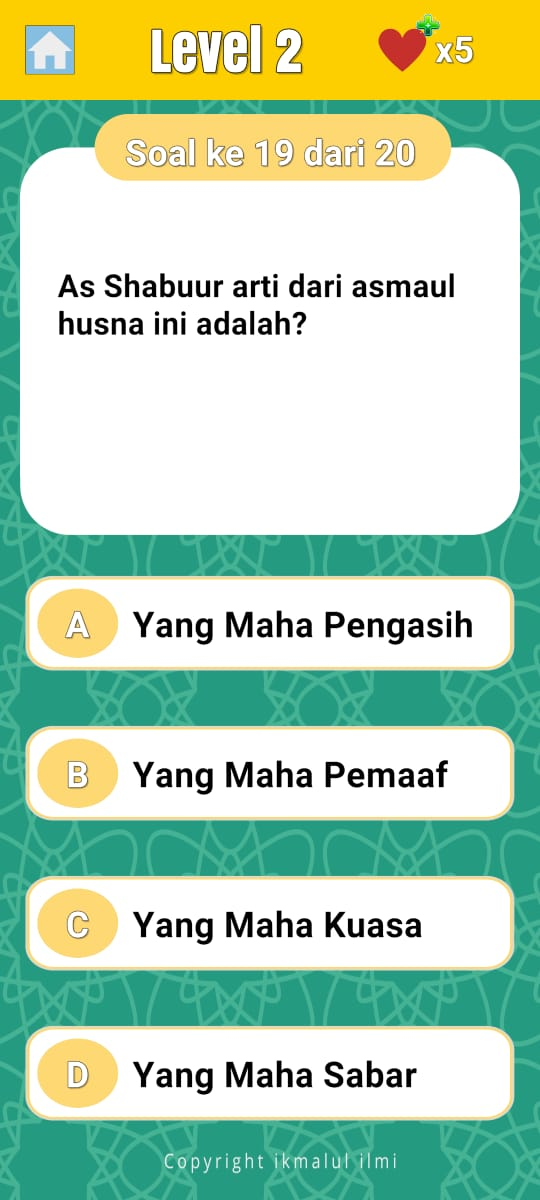 Level 2
x5
Soal ke 19 dari 20
As Shabuur arti dari asmaul
husna ini adalah?
A Yang Maha Pengasih
B Yang Maha Pemaaf
C Yang Maha Kuasa
D Yang Maha Sabar
Copyright ikmalul ilmi